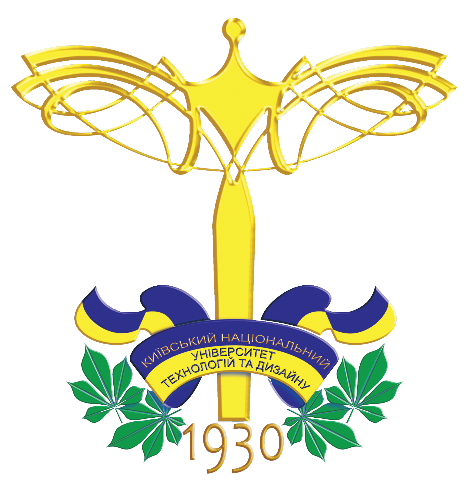 КИЇВСЬКИЙ НАЦІОНАЛЬНИЙ
УНІВЕРСИТЕТ
ТЕХНОЛОГІЙ ТА ДИЗАЙНУ
1930